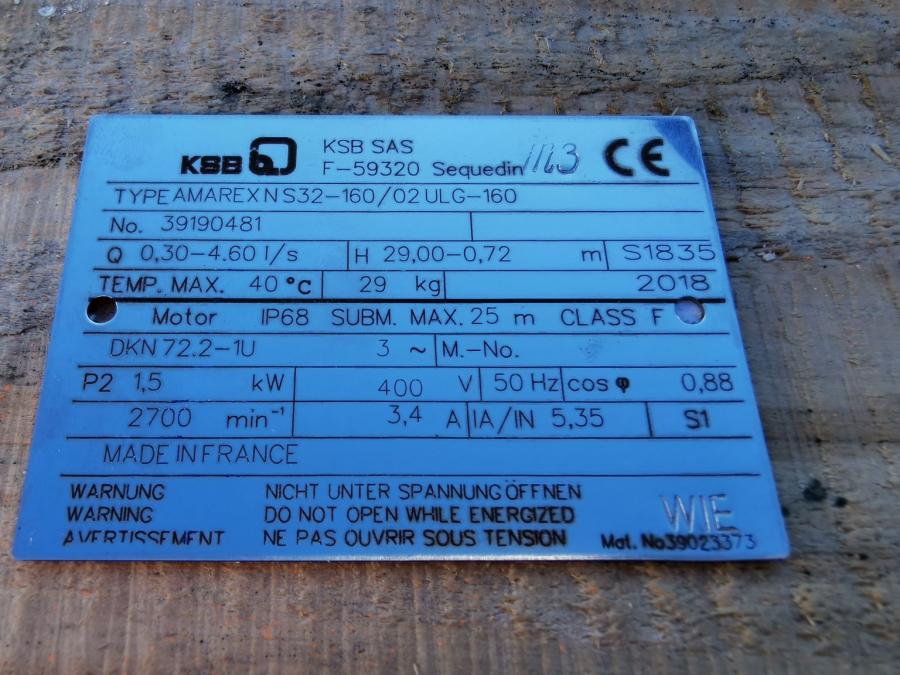 KSB KSB SAS
F-59320 Sequedin CE
TYPE AMAREX N S32-160/02 ULG-160
No. 39190481
Q 0,30-4.60 l/s H 29,00-0,72 m S1835
TEMP. MAX. 40 °C 29 kg 2018
Motor IP68 SUBM. MAX. 25 m CLASS F
DKN 72.2-1U 3 ~ M.-No.
P2 1,5 kW 400 V 50 Hz cos φ 0,88
2700 min⁻¹ 3,4 A IA/IN 5,35 S1
MADE IN FRANCE
WARNUNG NICHT UNTER SPANNUNG ÖFFNEN
WARNING DO NOT OPEN WHILE ENERGIZED
AVERTISSEMENT NE PAS OUVRIR SOUS TENSION
WIE
Mat. No39023373